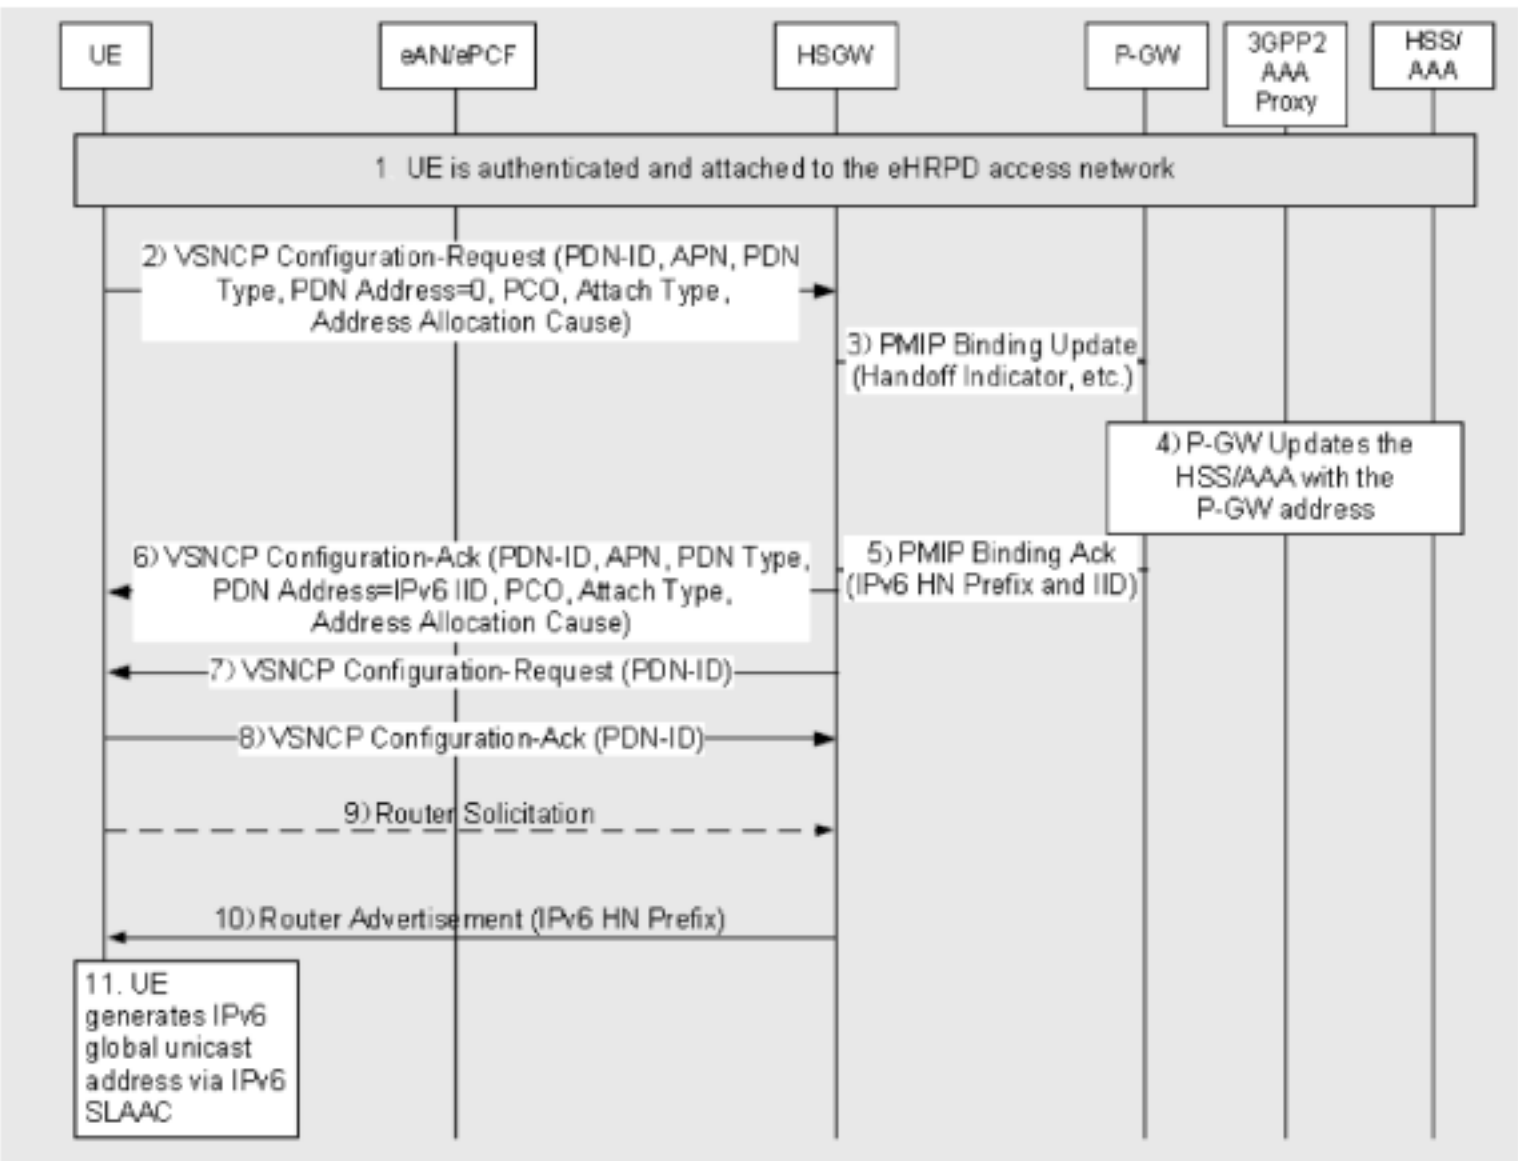 UE
eAN/ePCF
HSGW
P-GW
3GPP2
AAA
Proxy
HSS/
AAA
1. UE is authenticated and attached to the eHRPD access network
2) VSNCP Configuration-Request (PDN-ID, APN, PDN
Type, PDN Address=0, PCO, Attach Type,
Address Allocation Cause)
3) PMIP Binding Update
(Handoff Indicator, etc.)
4) P-GW Updates the
HSS/AAA with the
P-GW address
5) PMIP Binding Ack
(IPv6 HN Prefix and IID)
6) VSNCP Configuration-Ack (PDN-ID, APN, PDN Type,
PDN Address=IPv6 IID, PCO, Attach Type,
Address Allocation Cause)
7) VSNCP Configuration-Request (PDN-ID)
8) VSNCP Configuration-Ack (PDN-ID)
9) Router Solicitation
10) Router Advertisement (IPv6 HN Prefix)
11. UE
generates IPv6
global unicast
address via IPv6
SLAAC